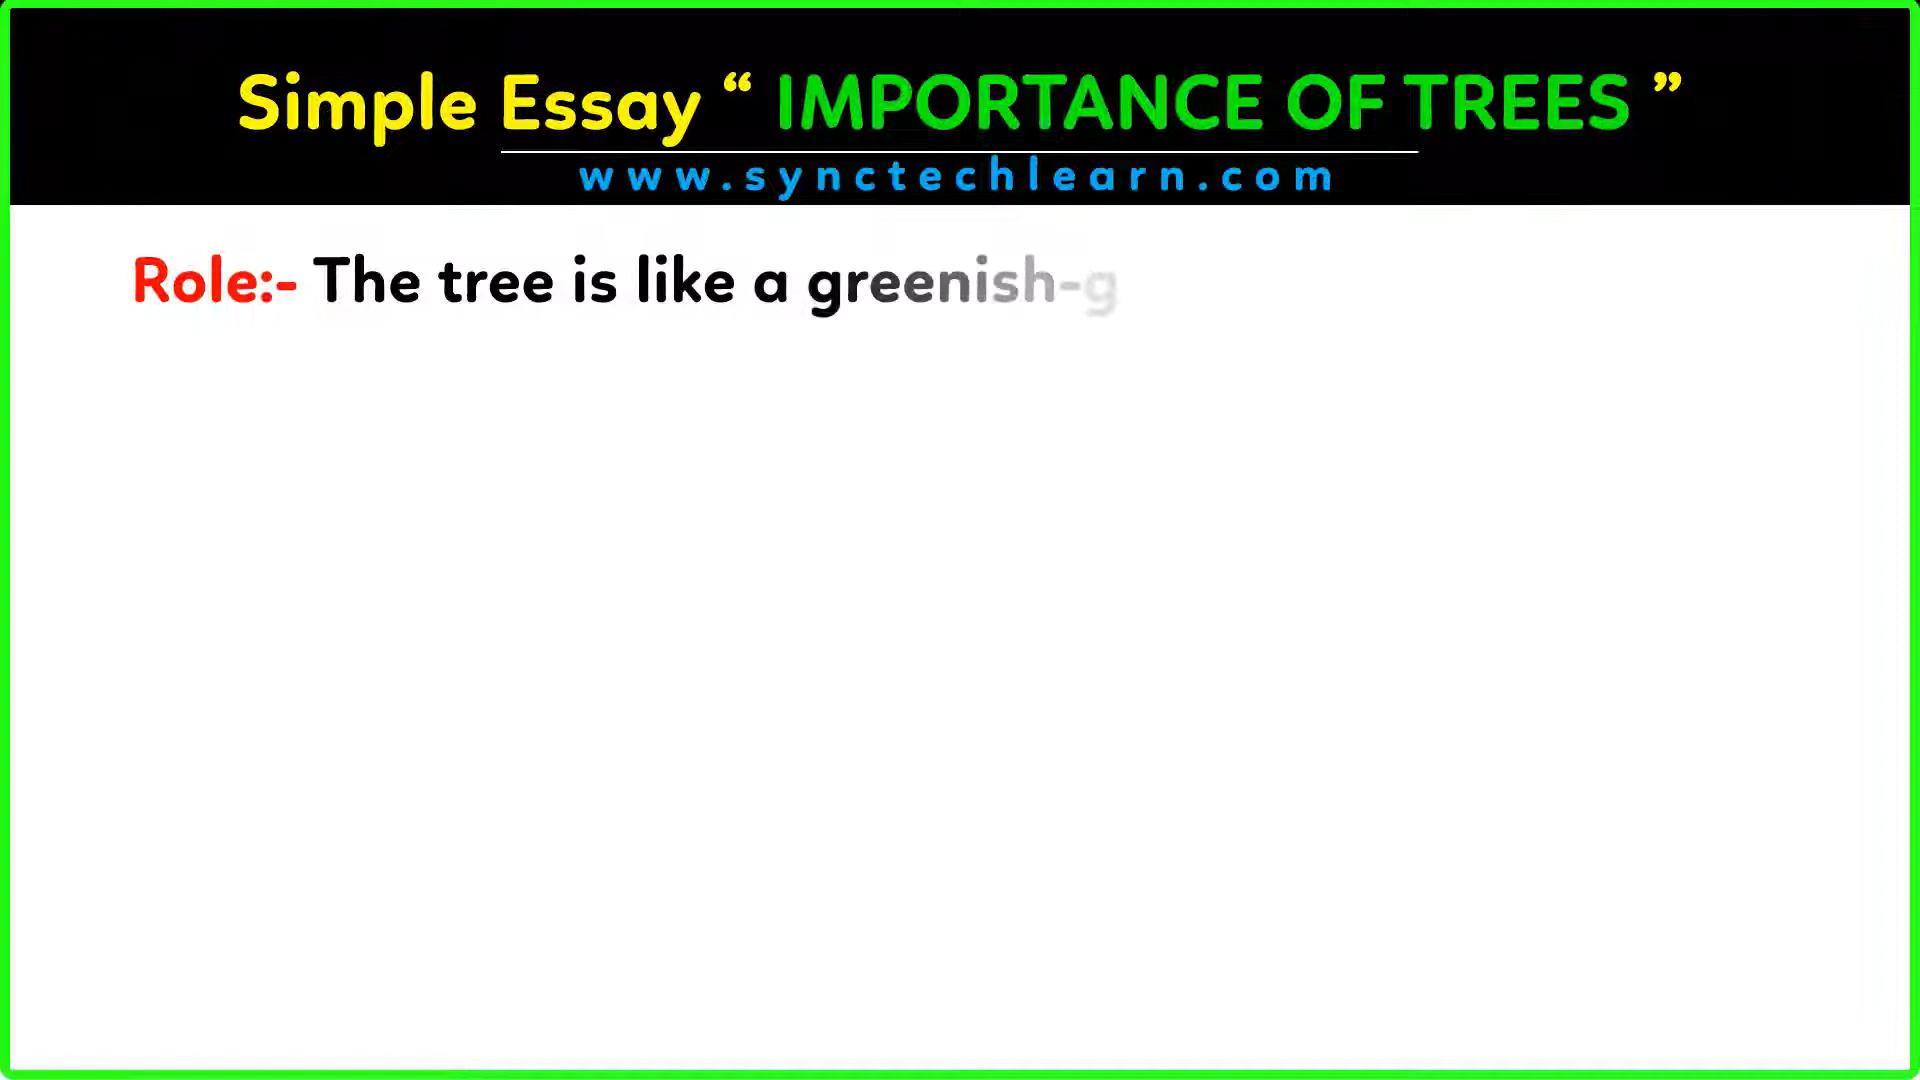 Simple Essay “ IMPORTANCE OF TREES ”
www.synctechlearn.com
Role:- The tree is like a greenish-g